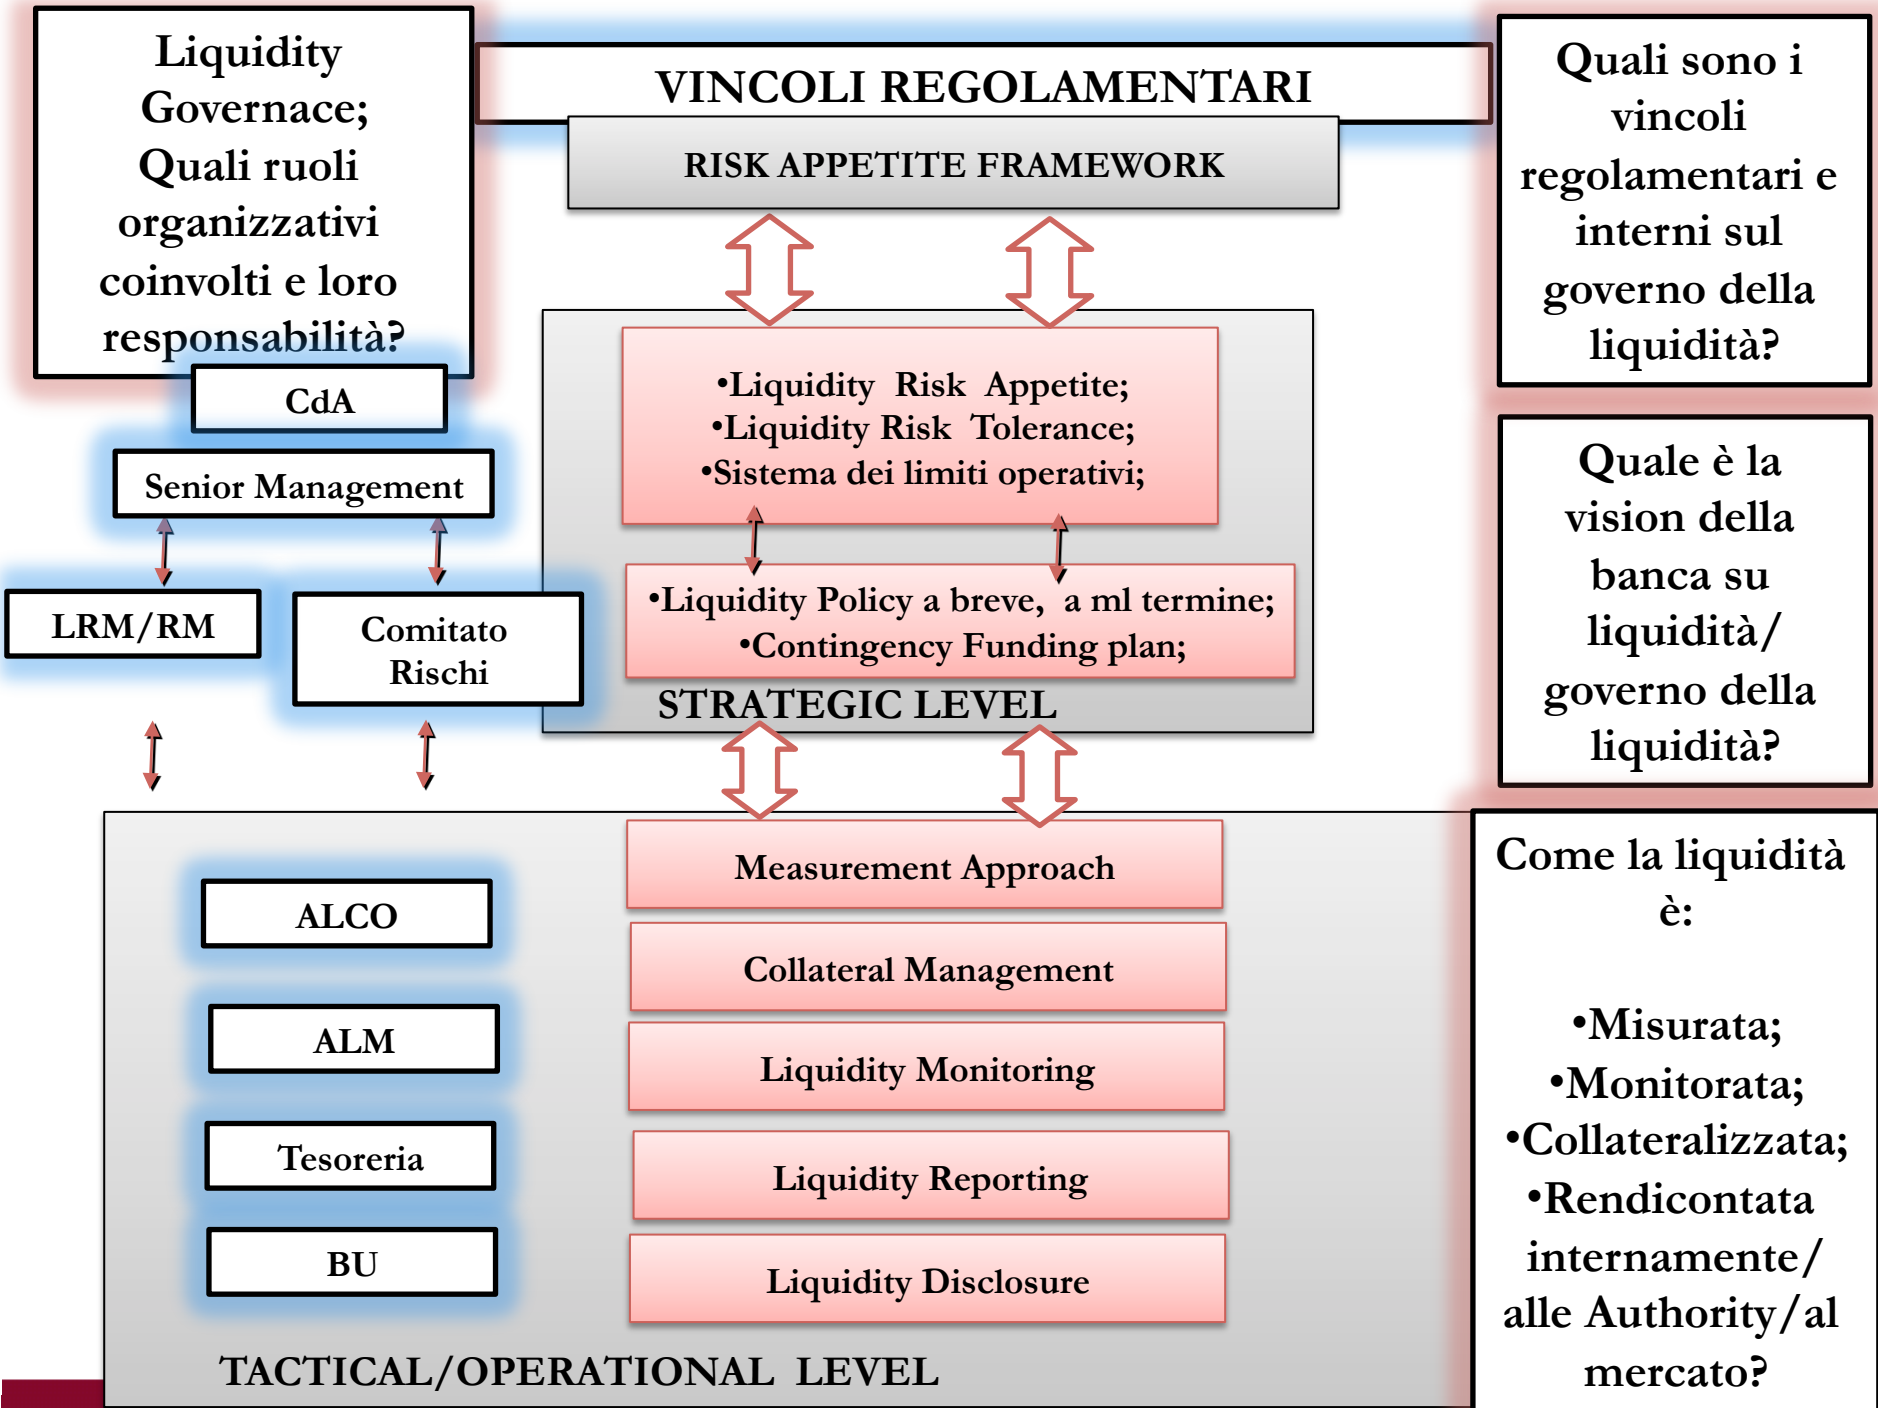 Liquidity
Governace;
Quali ruoli
organizzativi
coinvolti e loro
responsabilità?
VINCOLI REGOLAMENTARI
RISK APPETITE FRAMEWORK
Quali sono i
vincoli
regolamentari e
interni sul
governo della
liquidità?
CdA
Senior Management
LRM/RM
Comitato
Rischi
•Liquidity Risk Appetite;
•Liquidity Risk Tolerance;
•Sistema dei limiti operativi;
•Liquidity Policy a breve, a ml termine;
•Contingency Funding plan;
STRATEGIC LEVEL
Quale è la
vision della
banca su
liquidità/
governo della
liquidità?
ALCO
ALM
Tesoreria
BU
Measurement Approach
Collateral Management
Liquidity Monitoring
Liquidity Reporting
Liquidity Disclosure
TACTICAL/OPERATIONAL LEVEL
Come la liquidità
è:
•Misurata;
•Monitorata;
•Collateralizzata;
•Rendicontata
internamente/
alle Authority/al
mercato?